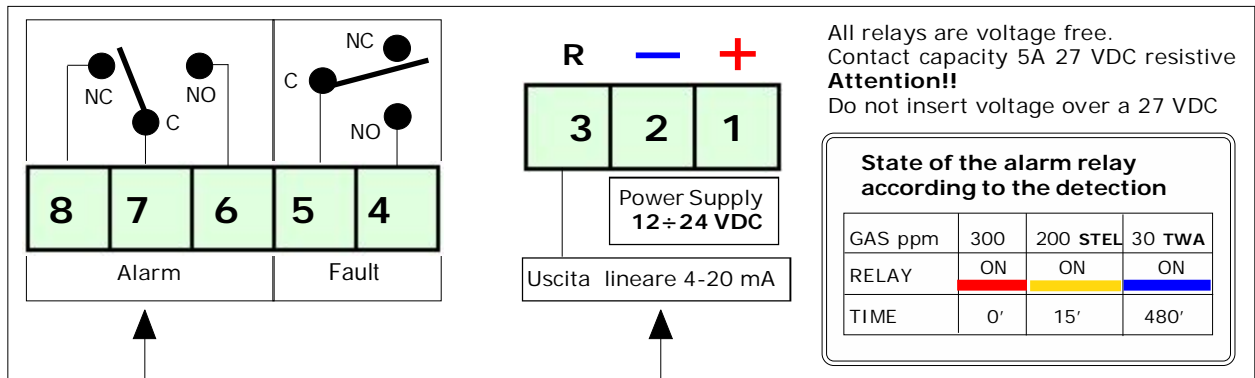 NC
NO
C
C
NC
NO
8 7 6 5 4
Alarm Fault
R − +
3 2 1
Power Supply
12÷24 VDC
Uscita lineare 4-20 mA
All relays are voltage free.
Contact capacity 5A 27 VDC resistive
Attention!!
Do not insert voltage over a 27 VDC
State of the alarm relay
according to the detection
GAS ppm 300 200 STEL 30 TWA
RELAY ON ON ON
TIME 0′ 15′ 480′